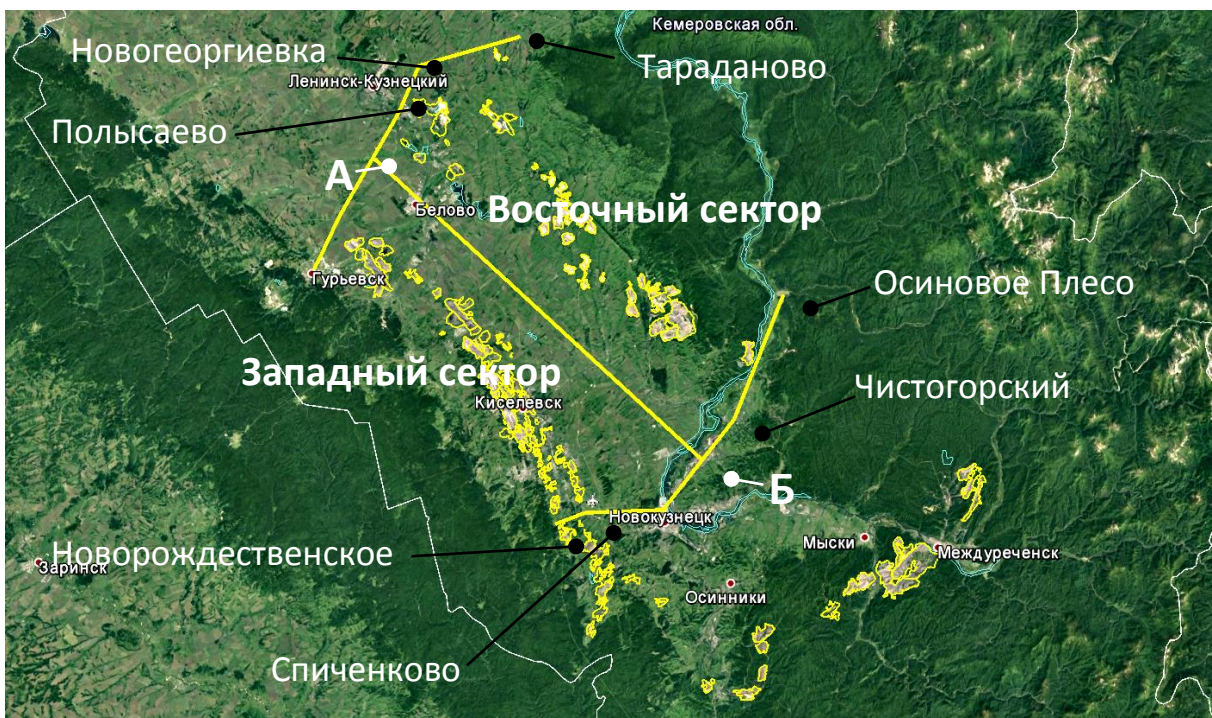 Кемеровская обл.
Новогеоргиевка
Тараданово
Ленинск-Кузнецкий
Полысаево
А
Белово
Восточный сектор
Гурьевск
Осиновое Плесо
Западный сектор
Чистогорский
Киселевск
Б
Новокузнецк
Новорождественское
Мыски
Междуреченск
Заринск
Осинники
Спиченково